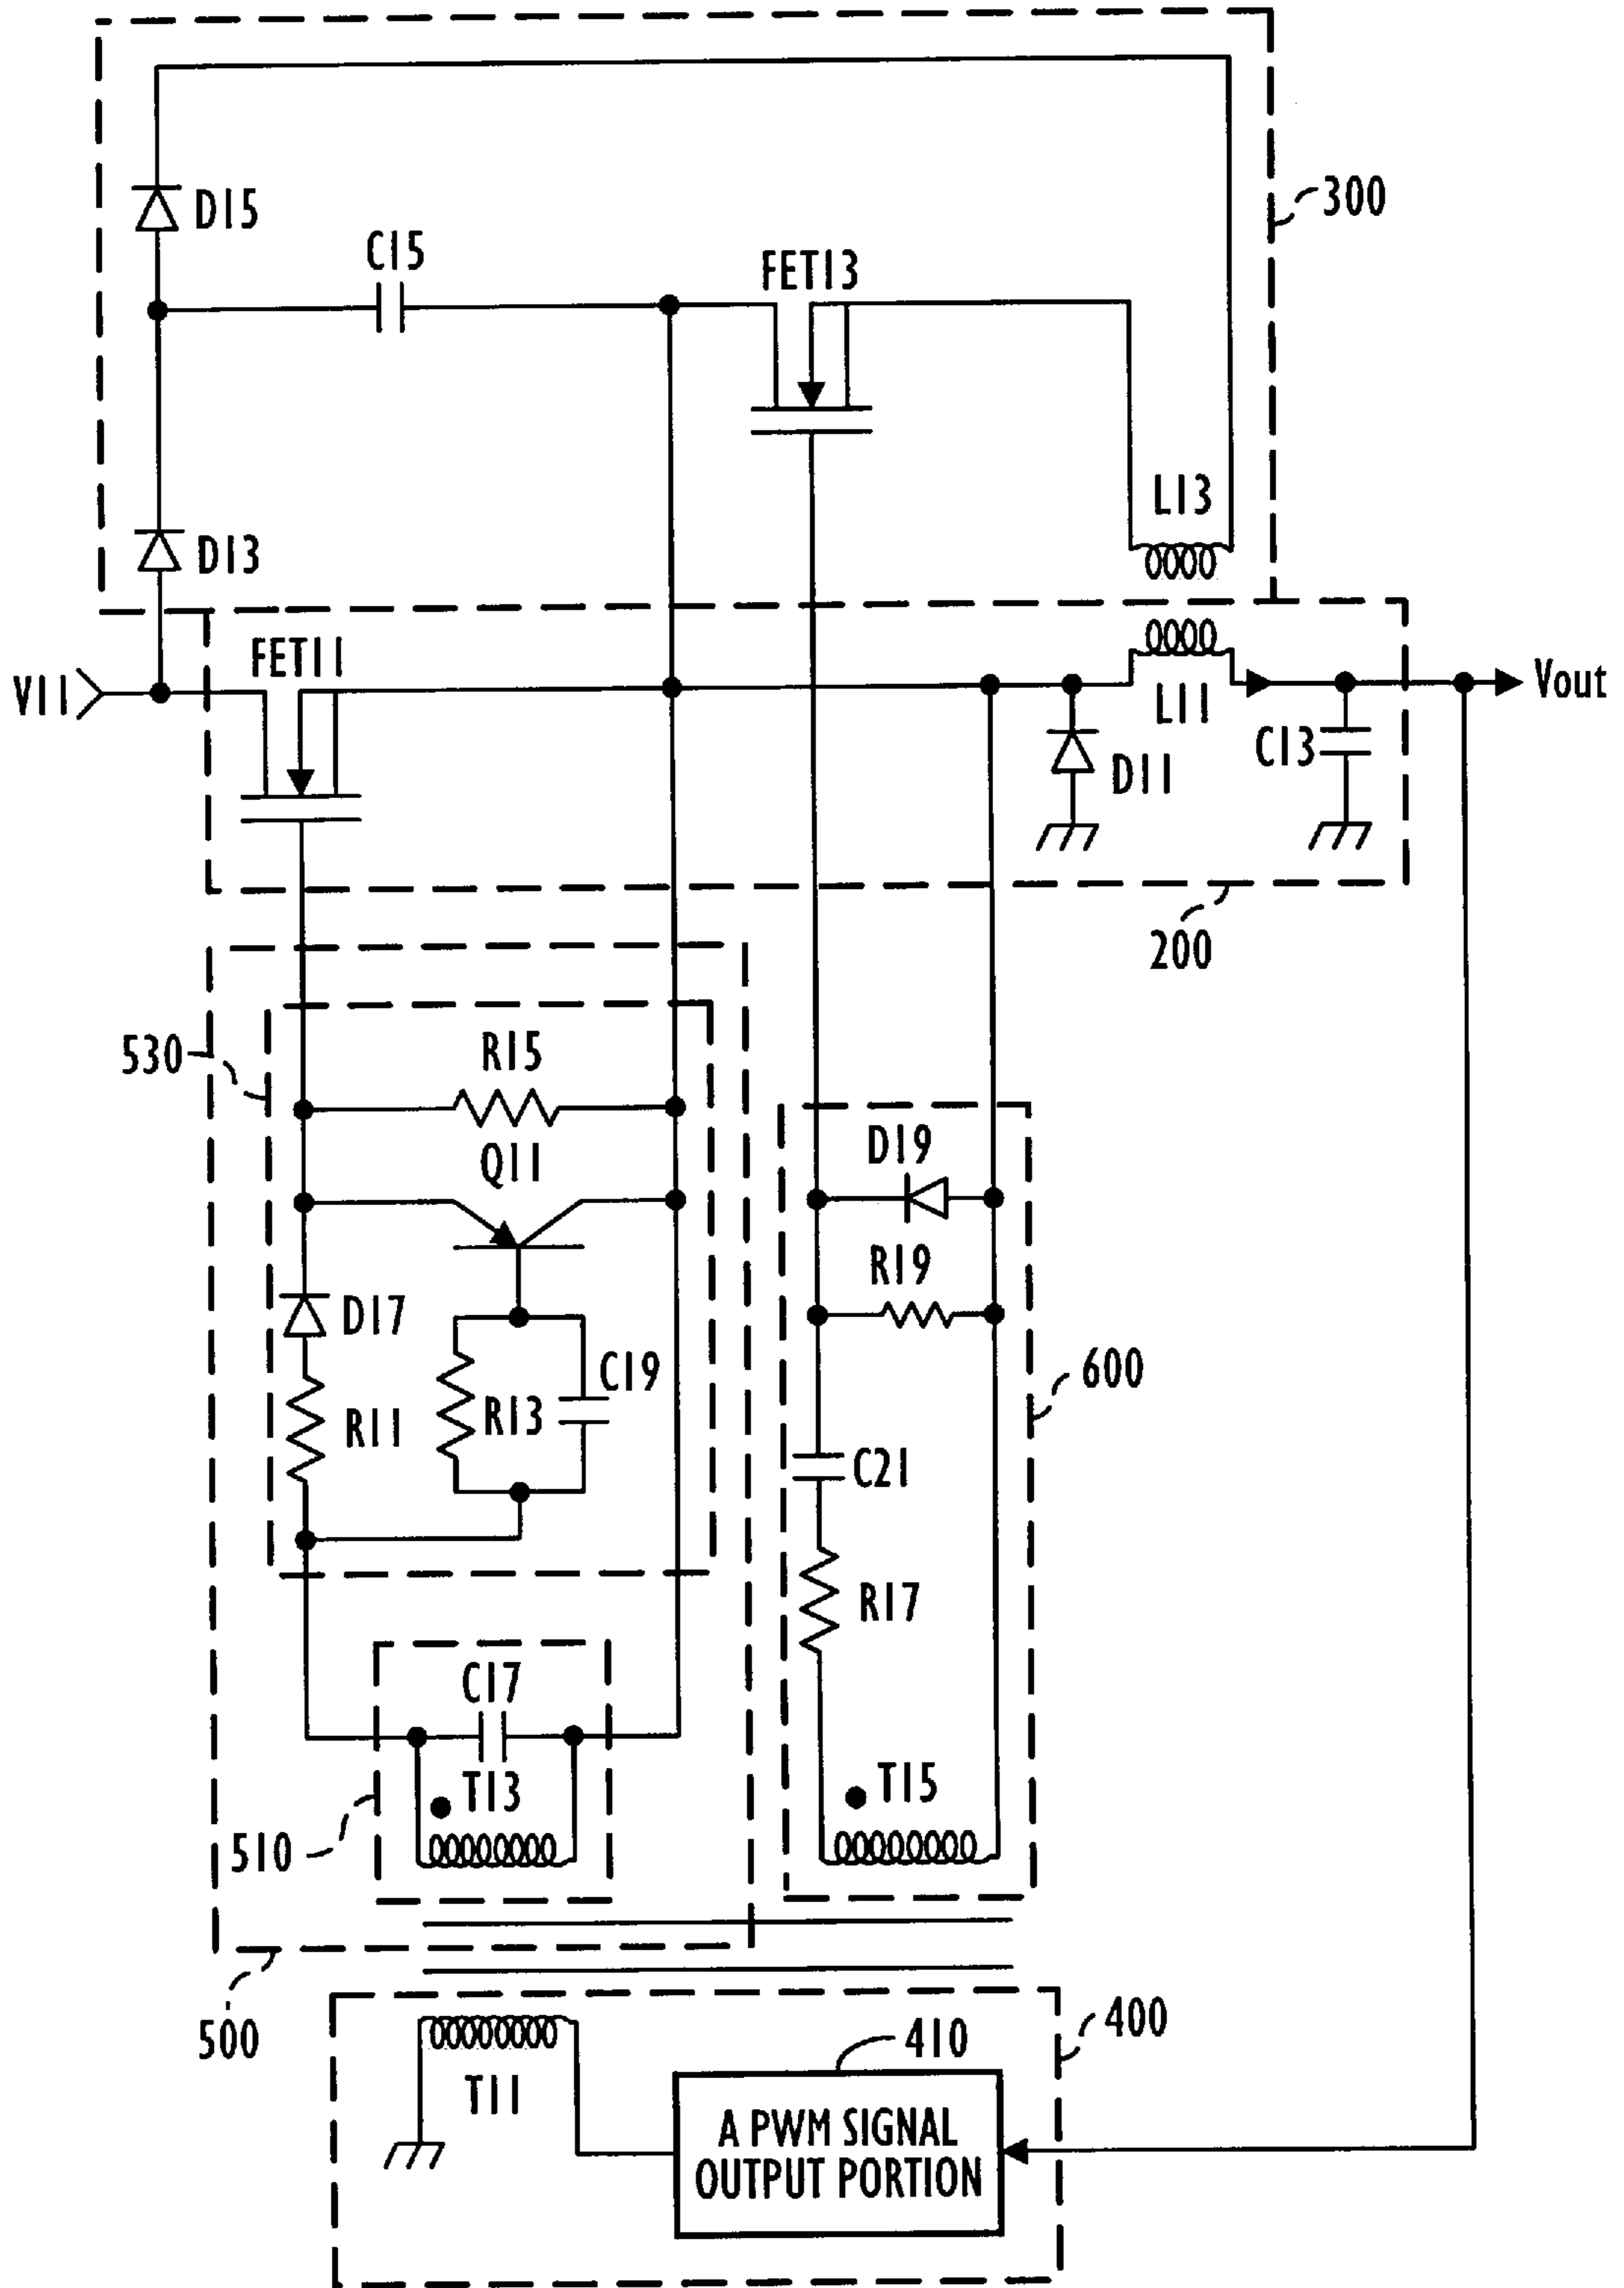 300
D15
C15
FET13
L13
D13
FET11
V11
Vout
L11
C13
D11
200
530
R15
Q11
D19
R19
D17
C19
R13
R11
600
C21
R17
C17
T13
T15
510
500
400
410
T11
A PWM SIGNAL
OUTPUT PORTION